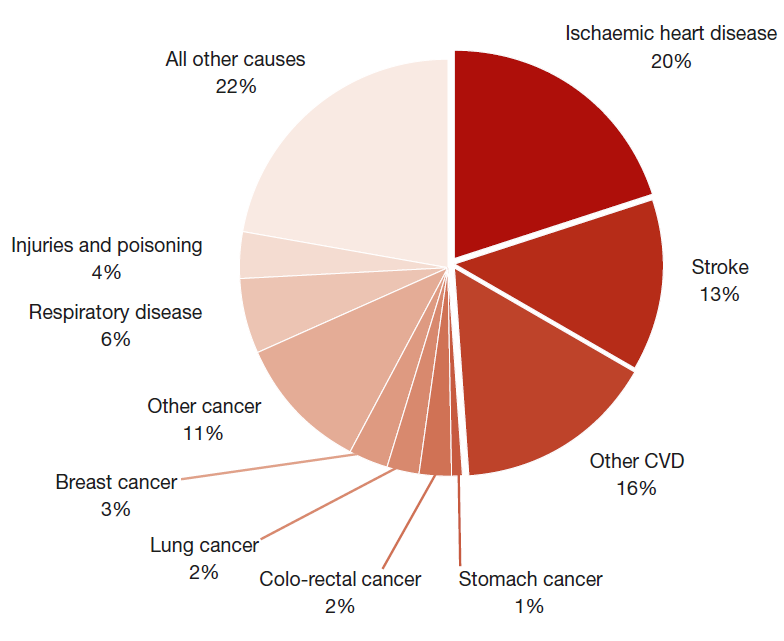 Ischaemic heart disease
20%
All other causes
22%
Injuries and poisoning
4%
Stroke
13%
Respiratory disease
6%
Other cancer
11%
Other CVD
16%
Breast cancer
3%
Lung cancer
2%
Colo-rectal cancer
2%
Stomach cancer
1%